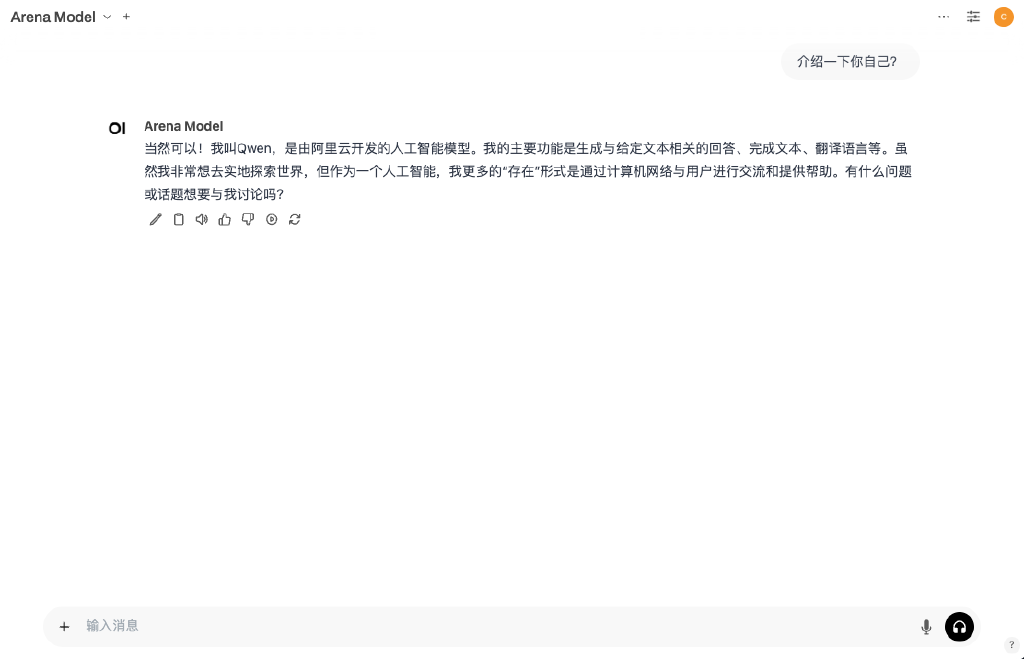 Arena Model
C
介绍一下你自己?
OI
Arena Model
当然可以！我叫Qwen，是由阿里云开发的人工智能模型。我的主要功能是生成与给定文本相关的回答、完成文本、翻译语言等。虽
然我非常想去实地探索世界，但作为一个人工智能，我更多的“存在”形式是通过计算机网络与用户进行交流和提供帮助。有什么问题
或话题想要与我讨论吗？
输入消息
?